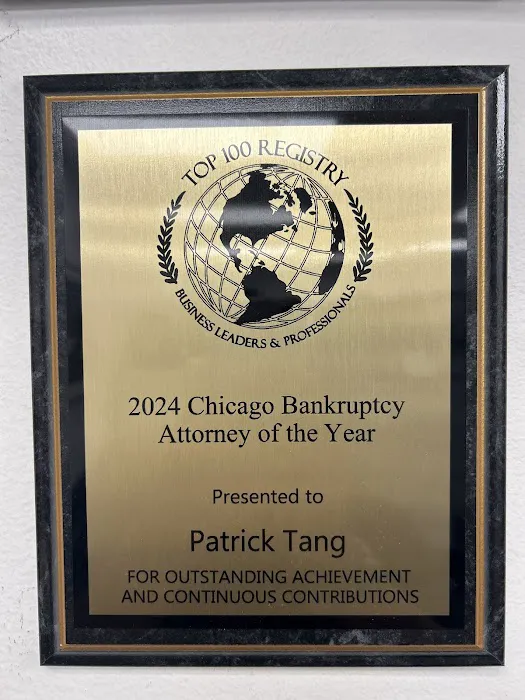 TOP 100 REGISTRY
BUSINESS LEADERS & PROFESSIONALS
2024 Chicago Bankruptcy
Attorney of the Year
Presented to
Patrick Tang
FOR OUTSTANDING ACHIEVEMENT
AND CONTINUOUS CONTRIBUTIONS